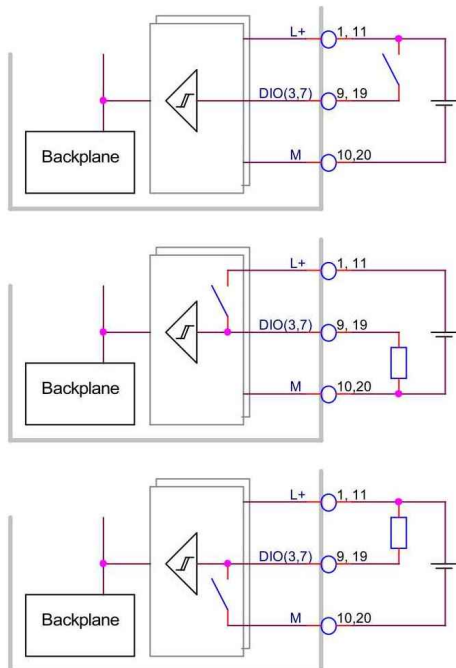 L+ 1, 11
DIO(3,7) 9, 19
Backplane
M 10,20
L+ 1, 11
DIO(3,7) 9, 19
Backplane
M 10,20
L+ 1, 11
DIO(3,7) 9, 19
Backplane
M 10,20